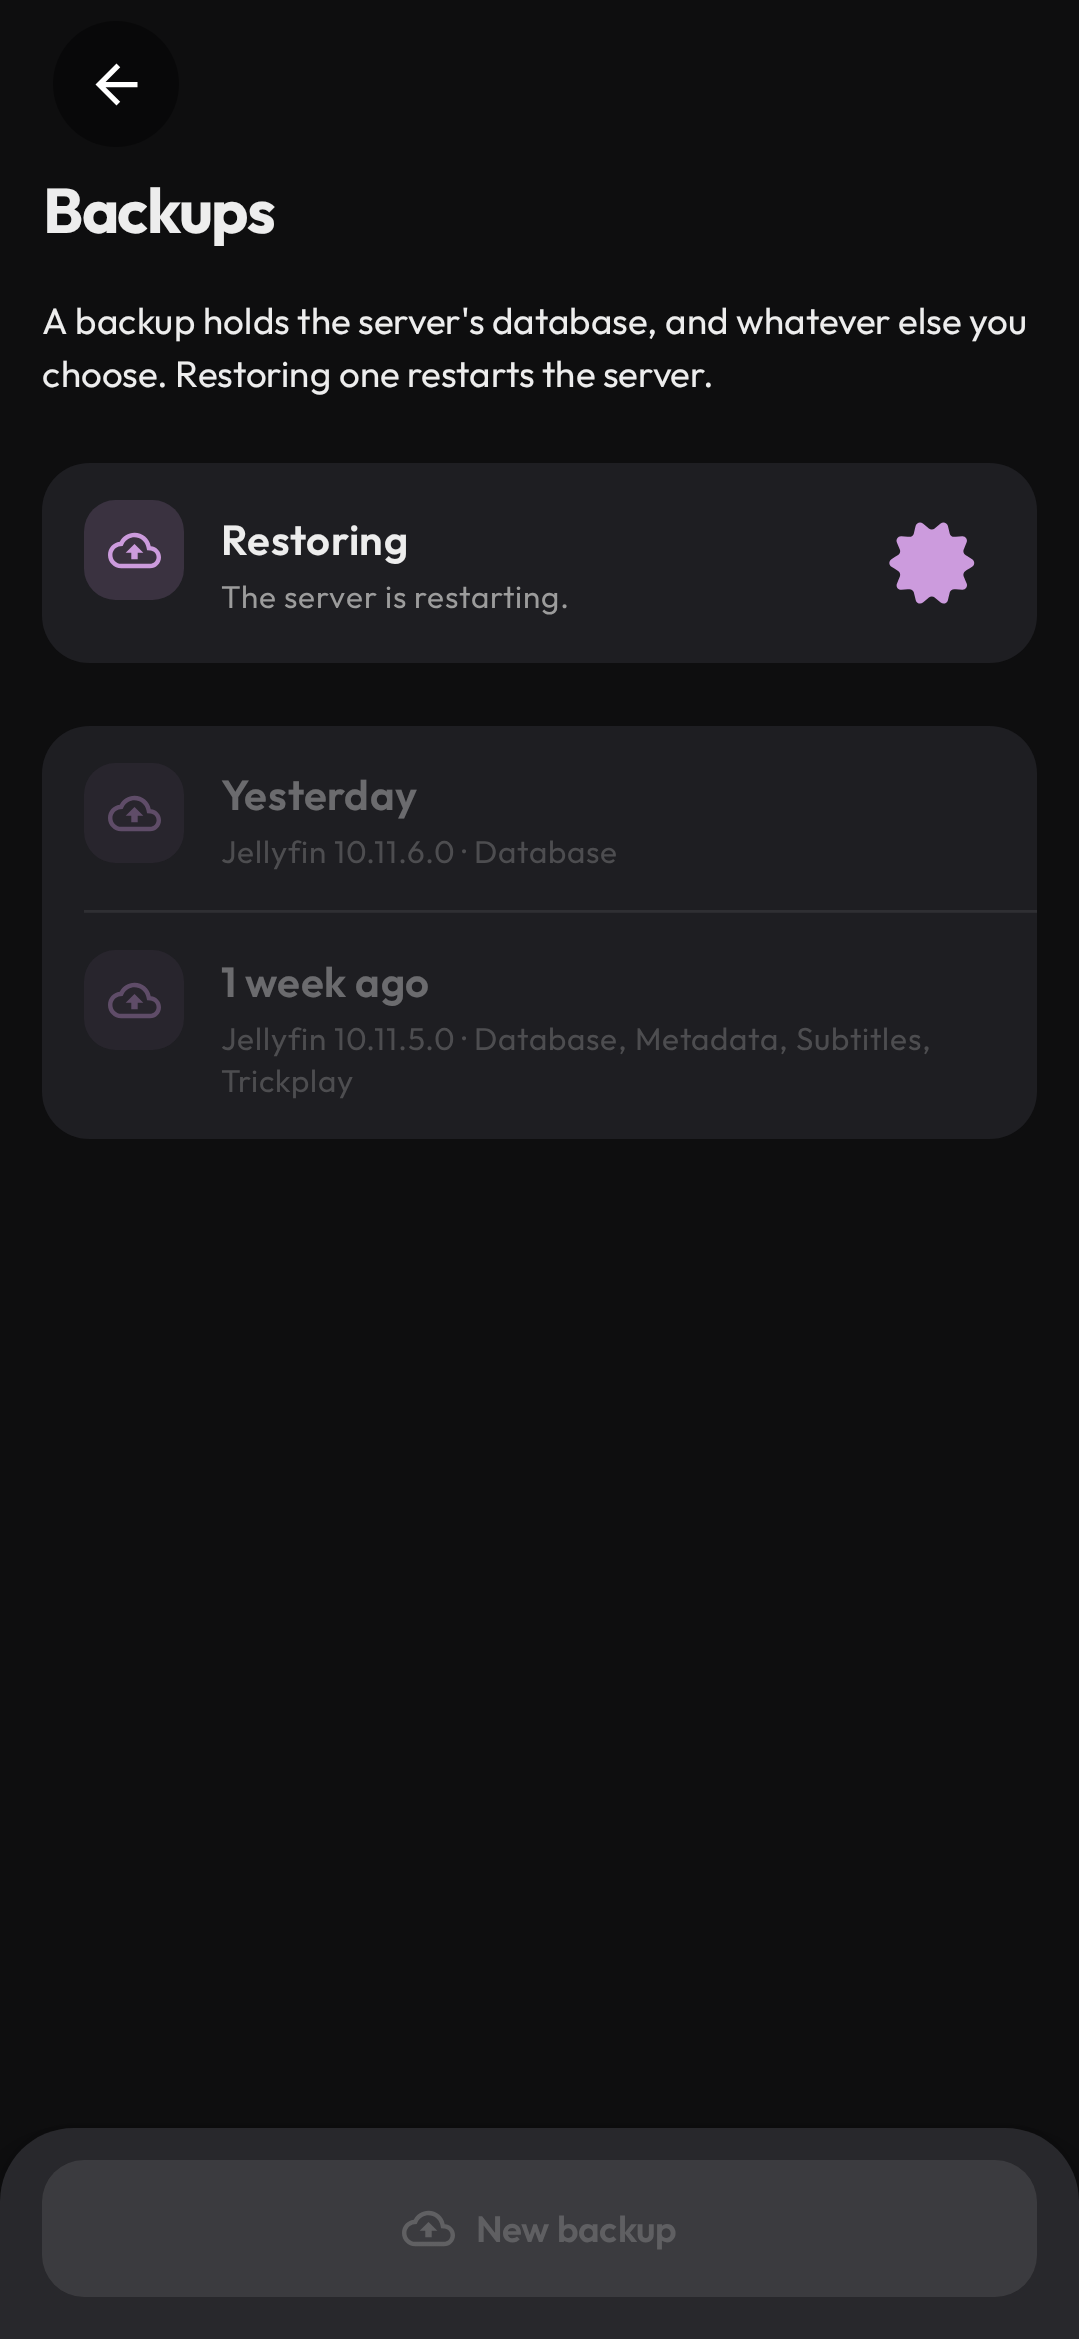 Backups
A backup holds the server's database, and whatever else you
choose. Restoring one restarts the server.
Restoring
The server is restarting.
Yesterday
Jellyfin 10.11.6.0 · Database
1 week ago
Jellyfin 10.11.5.0 · Database, Metadata, Subtitles,
Trickplay
New backup